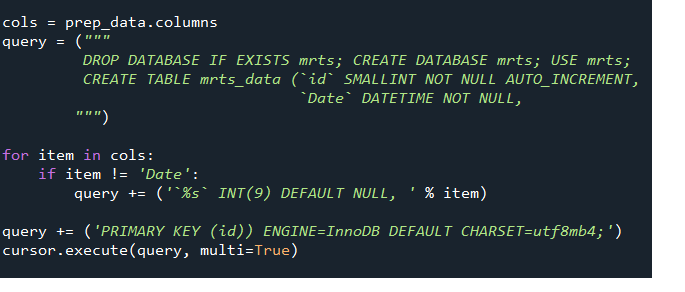 cols = prep_data.columns
query = ("""
         DROP DATABASE IF EXISTS mrts; CREATE DATABASE mrts; USE mrts;
         CREATE TABLE mrts_data (`id` SMALLINT NOT NULL AUTO_INCREMENT,
                                 `Date` DATETIME NOT NULL,
        """)
for item in cols:
    if item != 'Date':
        query += ('`%s` INT(9) DEFAULT NULL, ' % item)
query += ('PRIMARY KEY (id)) ENGINE=InnoDB DEFAULT CHARSET=utf8mb4;')
cursor.execute(query, multi=True)